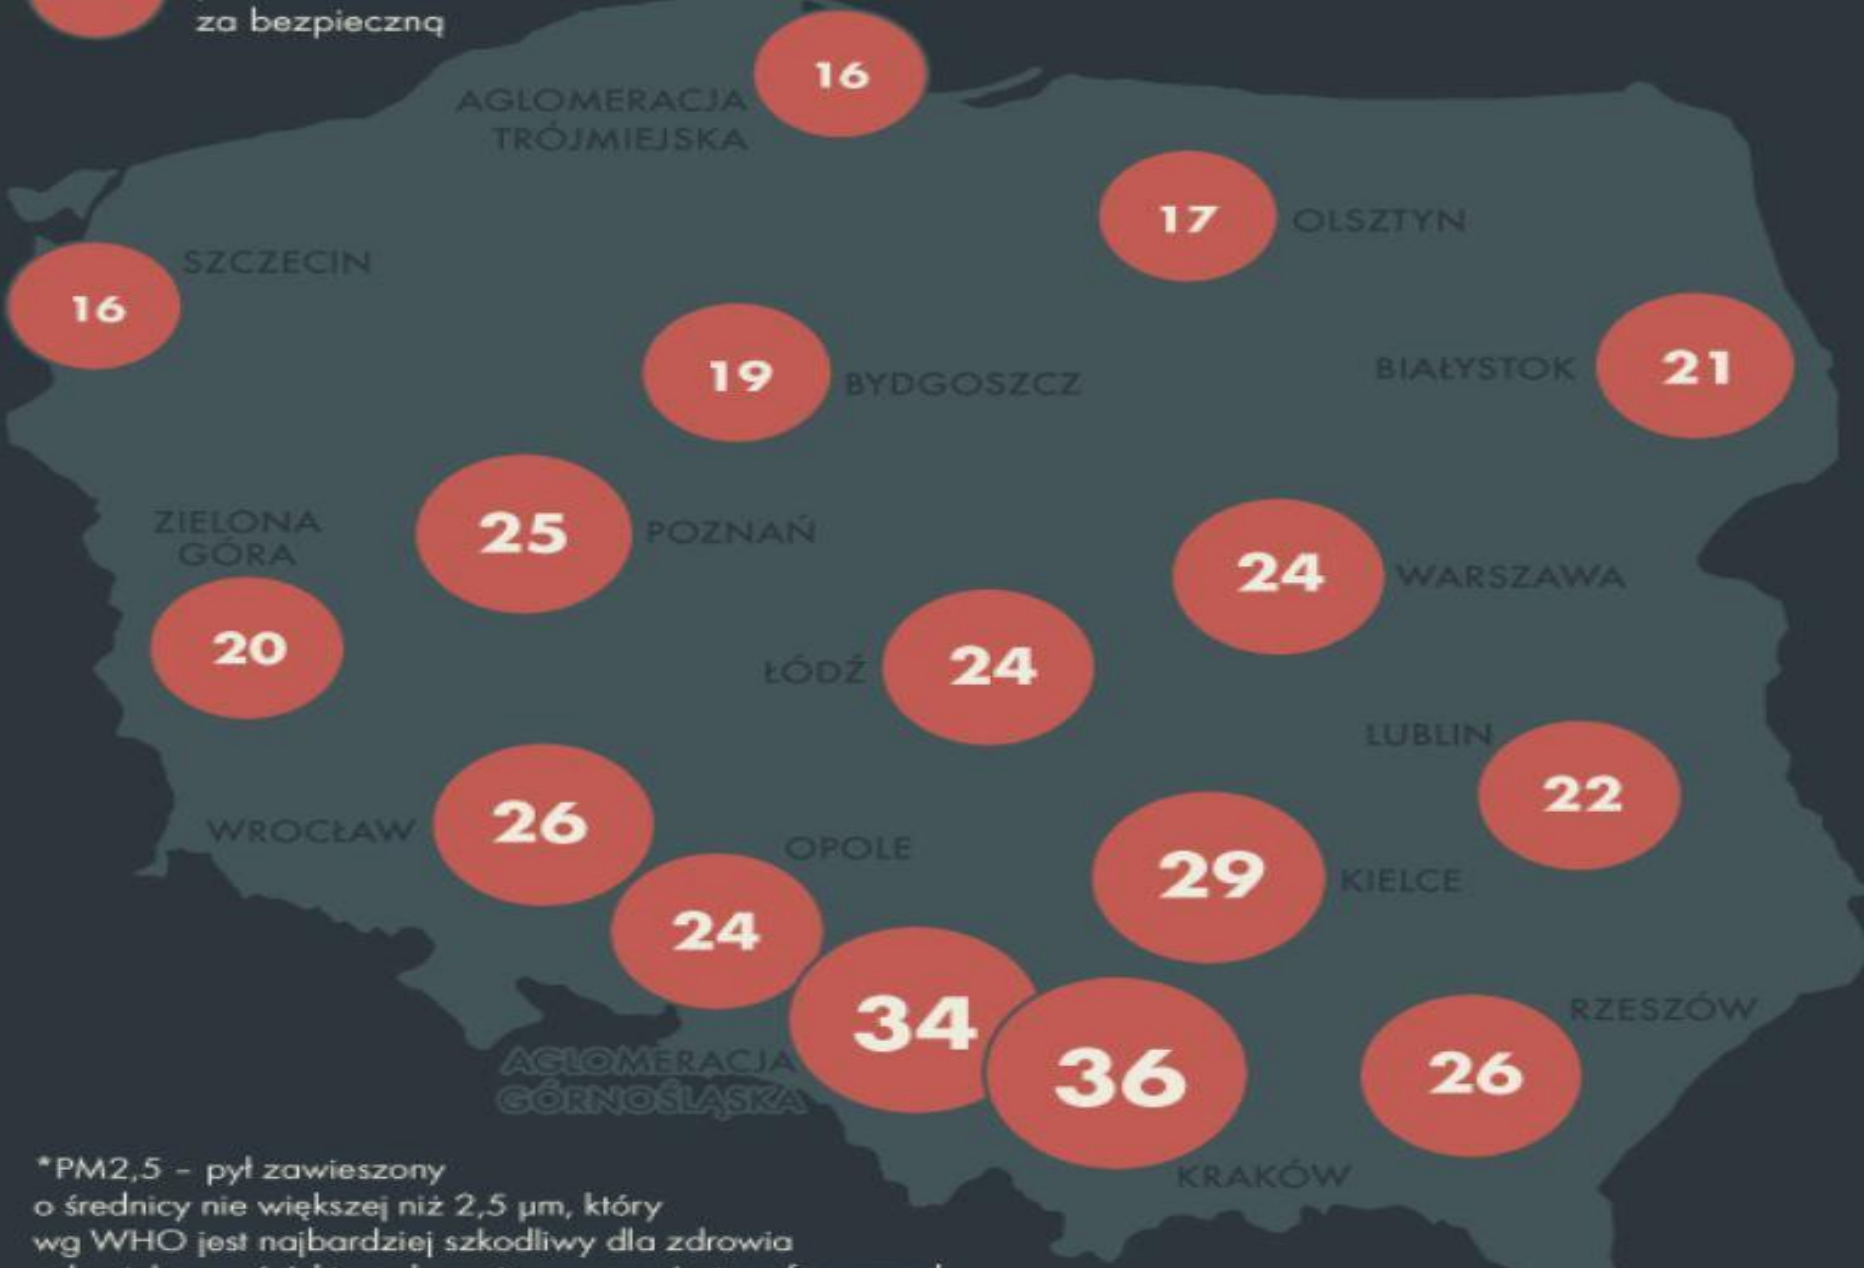 za bezpieczną
16
AGLOMERACJA
TRÓJMIEJSKA
17
OLSZTYN
SZCZECIN
16
19
BYDGOSZCZ
BIAŁYSTOK
21
ZIELONA
GÓRA
25
POZNAŃ
24
WARSZAWA
20
ŁÓDŹ
24
LUBLIN
22
WROCŁAW
26
OPOLE
29
KIELCE
24
34
36
RZESZÓW
26
AGLOMERACJA
GÓRNOŚLĄSKA
KRAKÓW
*PM2,5 – pył zawieszony
o średnicy nie większej niż 2,5 µm, który
wg WHO jest najbardziej szkodliwy dla zdrowia